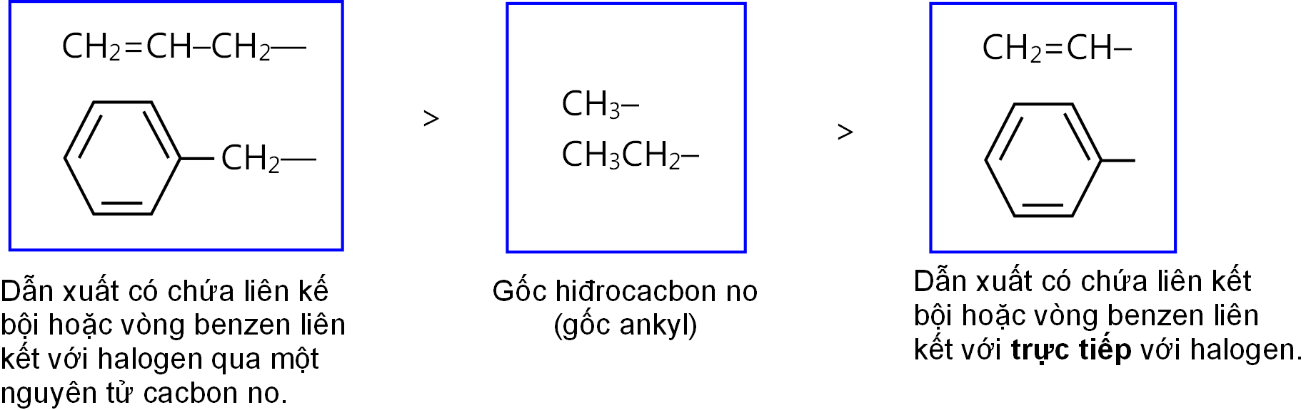 CH2=CH–CH2—
CH2—
Dẫn xuất có chứa liên kế
bội hoặc vòng benzen liên
kết với halogen qua một
nguyên tử cacbon no.
>
CH3–
CH3CH2–
Gốc hiđrocacbon no
(gốc ankyl)
>
CH2=CH–
Dẫn xuất có chứa liên kết
bội hoặc vòng benzen liên
kết với trực tiếp với halogen.